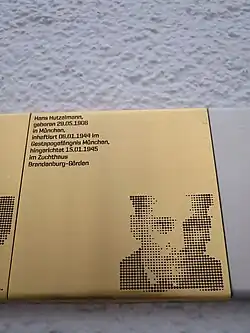 Hans Hutzelmann,
geboren 29.05.1906
in München,
inhaftiert 06.01.1944 im
Gestapogefängnis München,
hingerichtet 15.01.1945
im Zuchthaus
Brandenburg-Görden